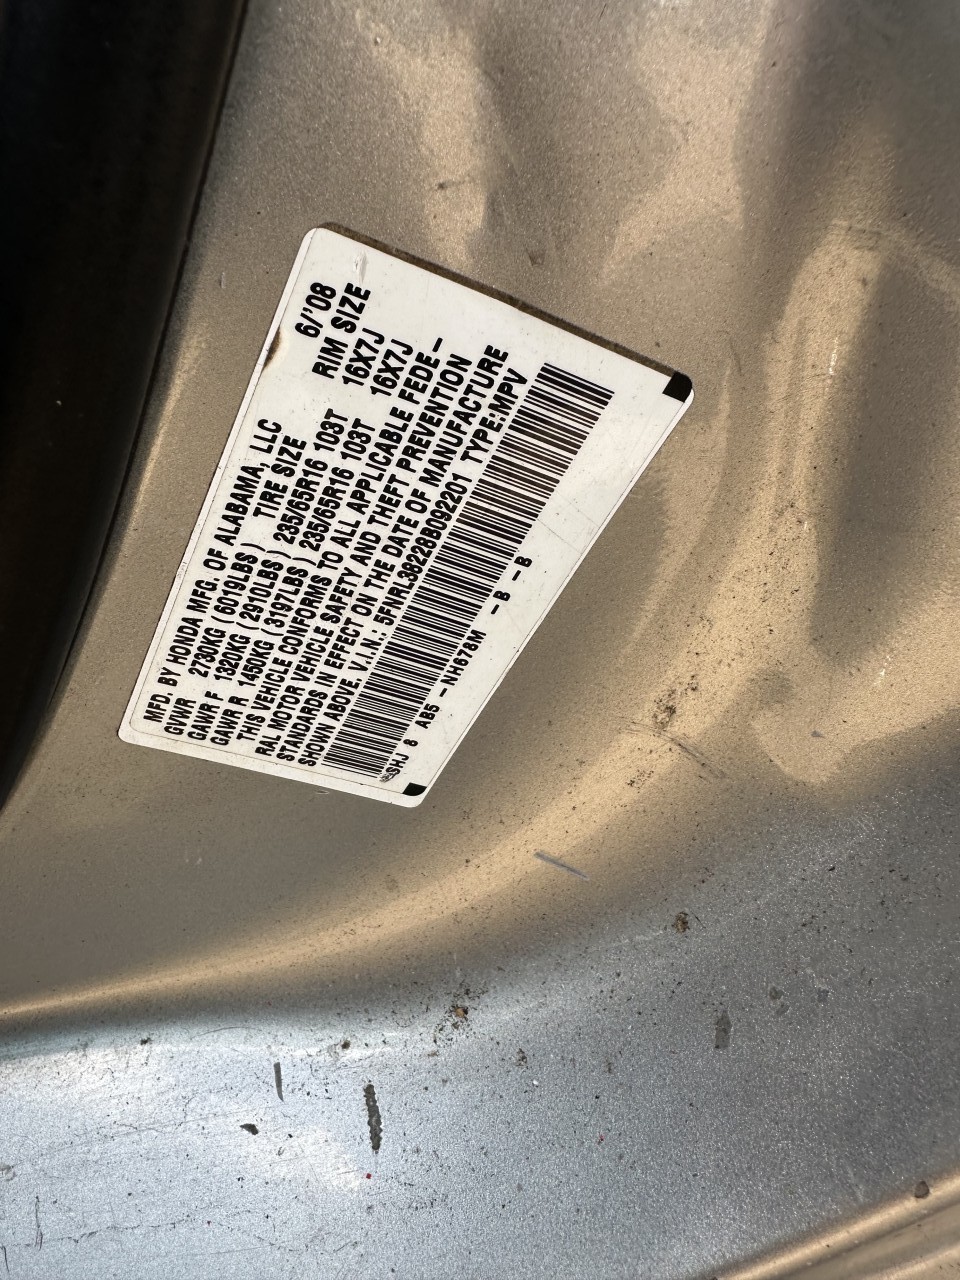 MFD. BY HONDA MFG. OF ALABAMA, LLC 6/'08
GVWR 2730KG (6019LBS) TIRE SIZE RIM SIZE
GAWR F 1320KG (2910LBS) 235/65R16 103T 16X7J
GAWR R 1450KG (3197LBS) 235/65R16 103T 16X7J
THIS VEHICLE CONFORMS TO ALL APPLICABLE FEDE-
RAL MOTOR VEHICLE SAFETY AND THEFT PREVENTION
STANDARDS IN EFFECT ON THE DATE OF MANUFACTURE
SHOWN ABOVE. V.I.N.: 5FNRL38228B092201 TYPE:MPV
SHJ 8 AB5-NH678M -B-B